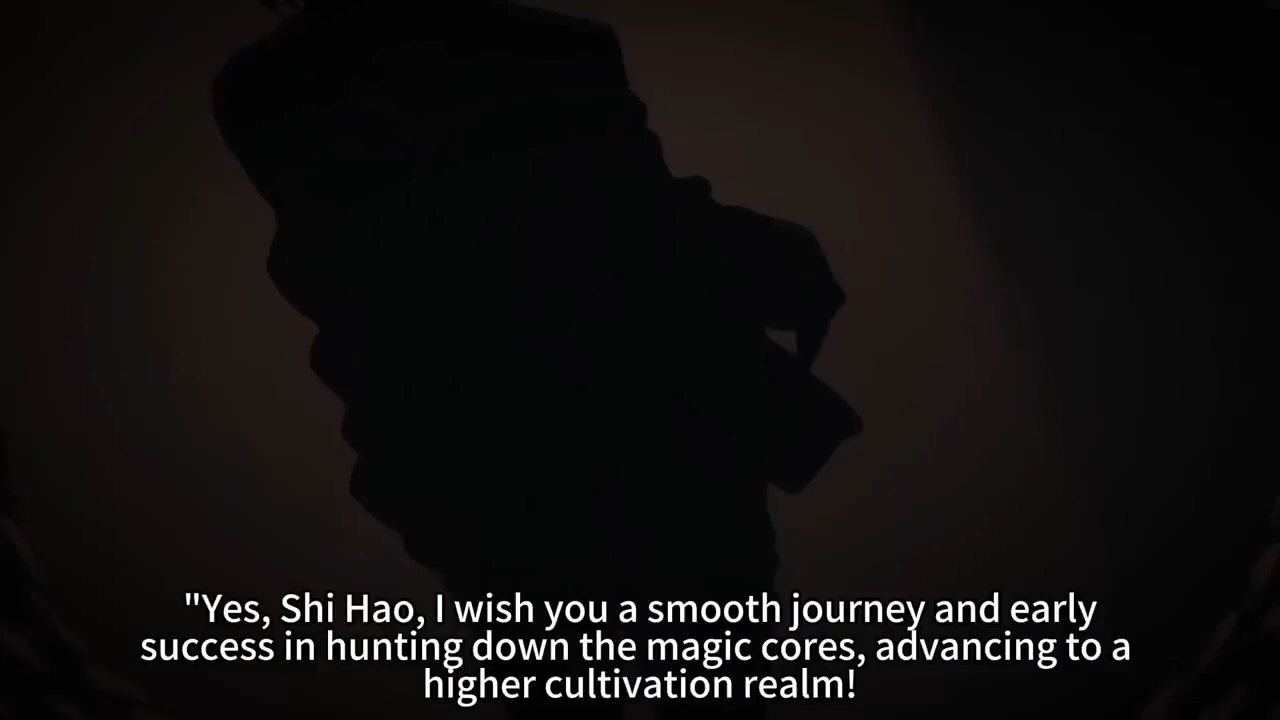 "Yes, Shi Hao, I wish you a smooth journey and early
success in hunting down the magic cores, advancing to a
higher cultivation realm!